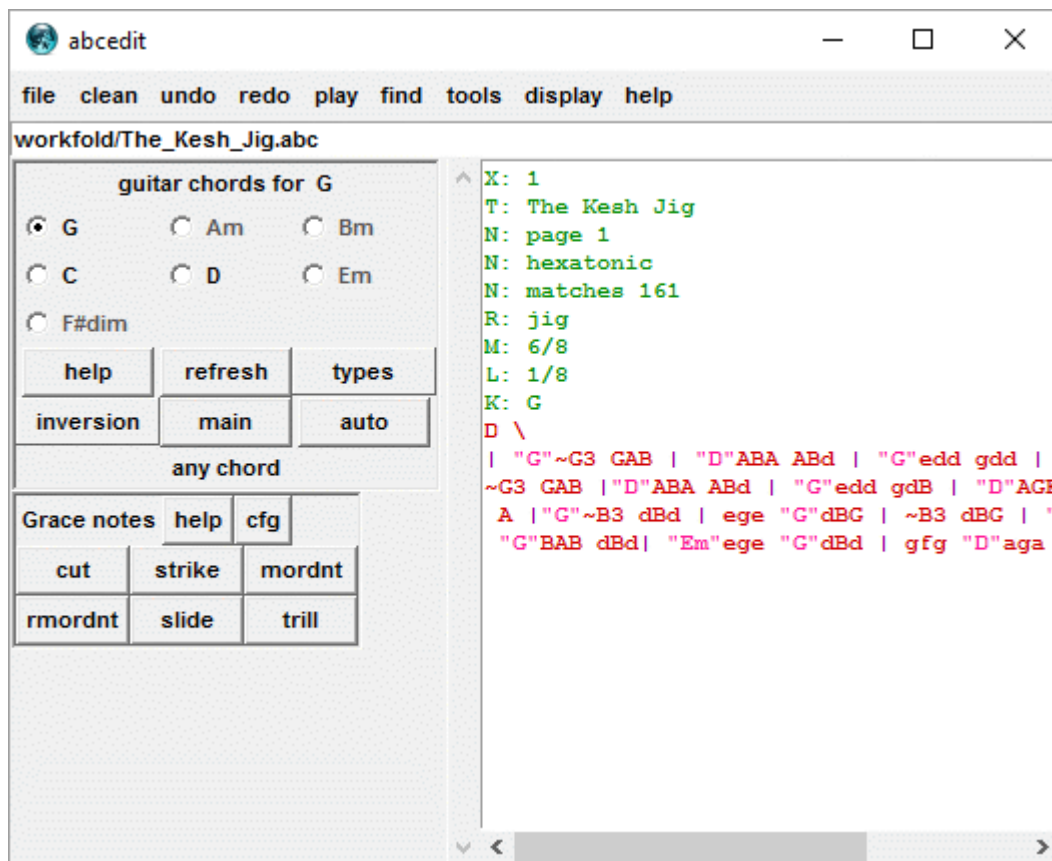 abcedit
file clean undo redo play find tools display help
workfold/The_Kesh_Jig.abc
guitar chords for G
G Am Bm
C D Em
F#dim
help refresh types
inversion main auto
any chord
Grace notes help cfg
cut strike mordnt
rmordnt slide trill
X: 1
T: The Kesh Jig
N: page 1
N: hexatonic
N: matches 161
R: jig
M: 6/8
L: 1/8
K: G
D \
| "G"~G3 GAB | "D"ABA ABd | "G"edd gdd |
~G3 GAB |"D"ABA ABd | "G"edd gdB | "D"AG
A |"G"~B3 dBd | ege "G"dBG | ~B3 dBG | "
"G"BAB dBd| "Em"ege "G"dBd | gfg "D"aga